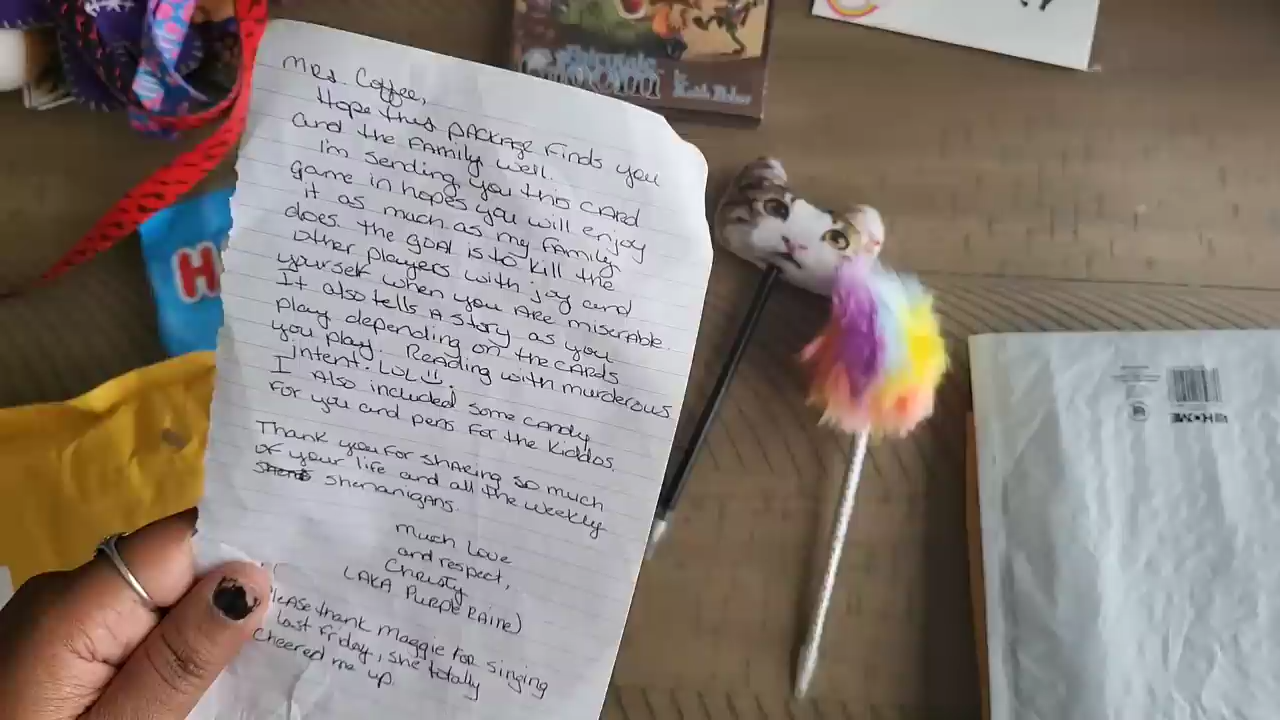 Mrs. Coffee,
Hope this package finds you
and the family well.
I'm sending you this card
game in hopes you will enjoy
it as much as my family
does. The goal is to kill the
other players with joy and
yourself when you are miserable.
It also tells a story as you
play depending on the cards
you play. Reading with murderous
intent. LOL
I also included some candy
for you and pens for the kiddos.
Thank you for sharing so much
of your life and all the weekly
shenanigans.
Much Love
and respect,
Christy
(AKA Purple Raine)
Please thank Maggie for singing
last Friday, she totally
cheered me up.
Fairytale
Gloom
Keith Baker
H